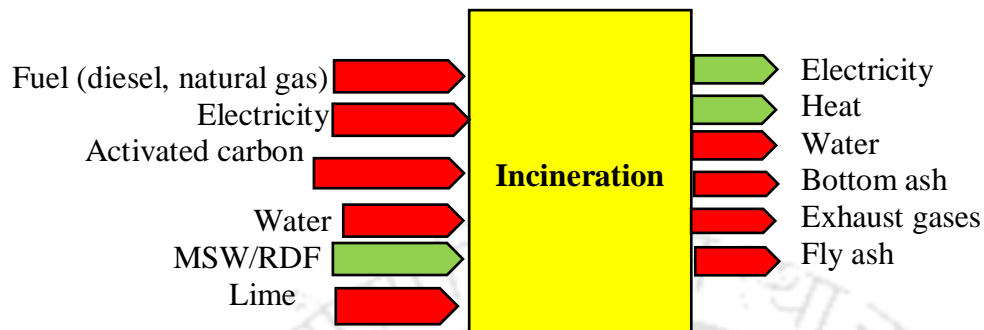 Fuel (diesel, natural gas)
Electricity
Activated carbon
Water
MSW/RDF
Lime
Incineration
Electricity
Heat
Water
Bottom ash
Exhaust gases
Fly ash